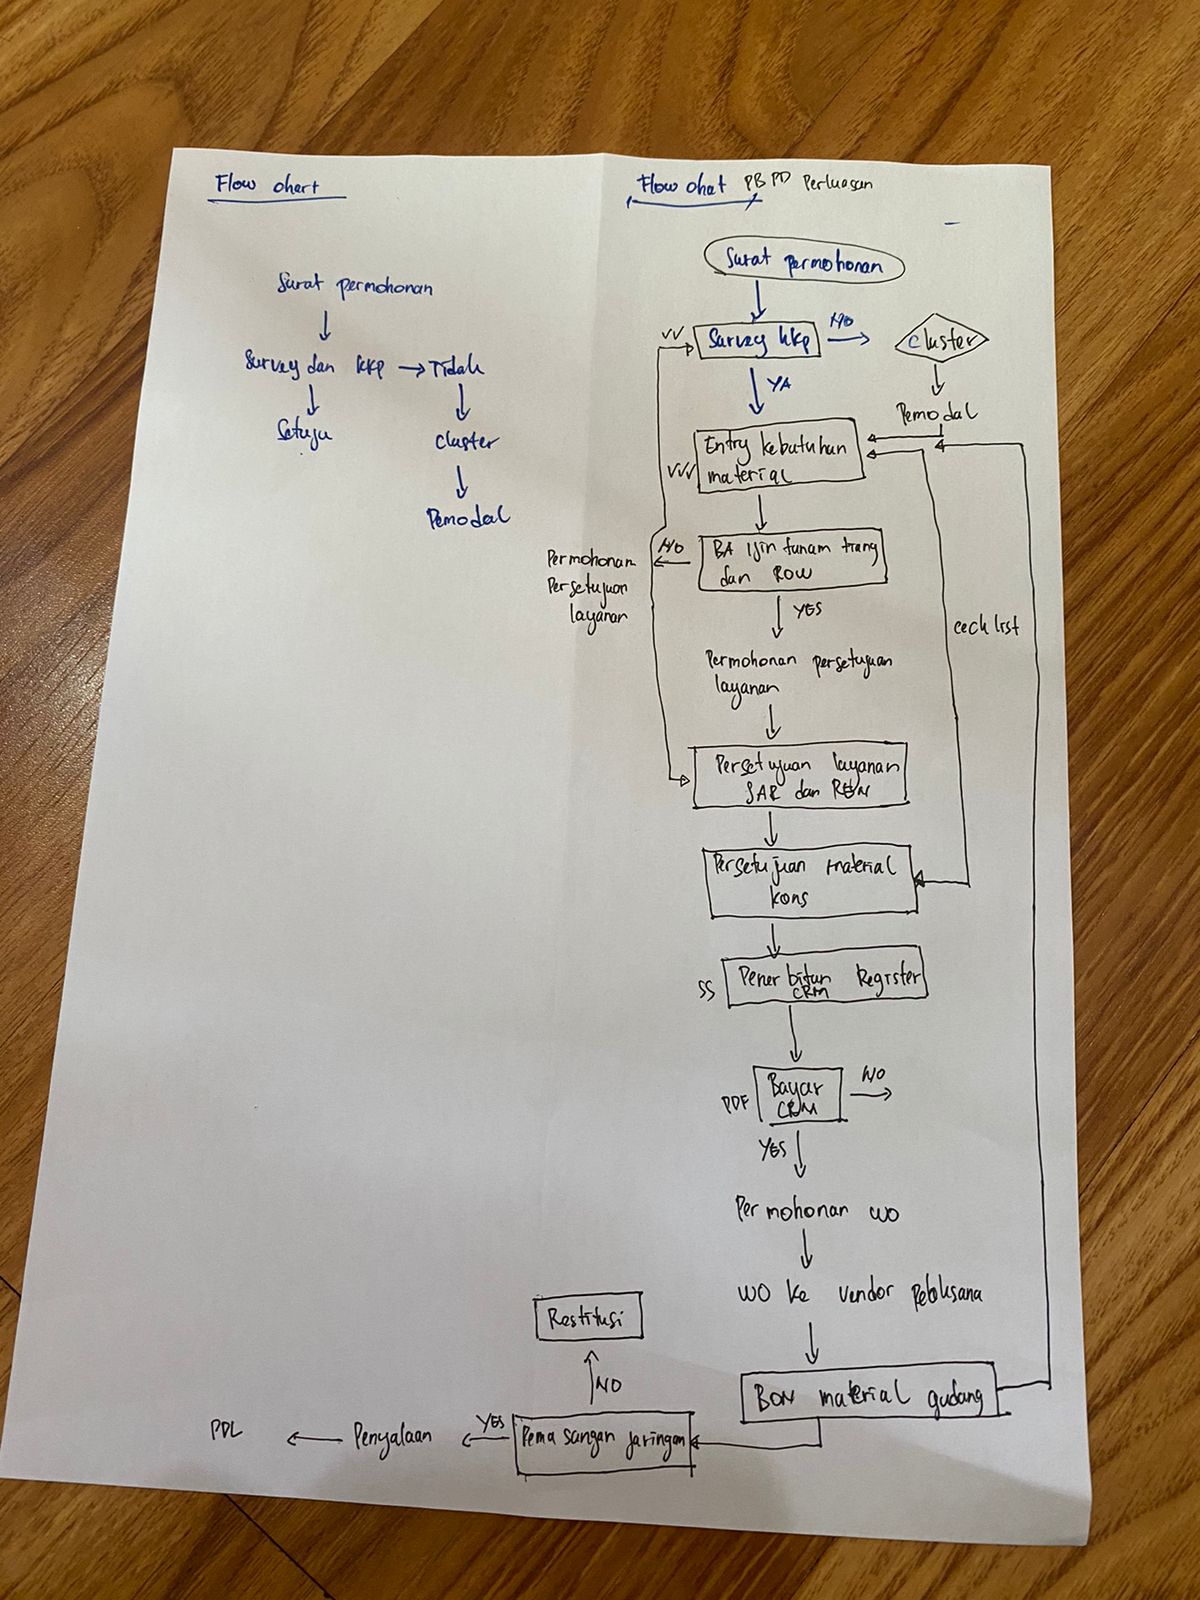 Flow chart
Surat permohonan
Survey dan kkp → Tidak
Setuju
cluster
Pemodal
Flow chat PB PD Perluasan
Surat permohonan
VV
Survey kkp
NO
cluster
YA
Pemodal
Entry kebutuhan
VVV
material
NO
BA ijin tanam tiang
dan ROW
Permohonan
Persetujuan
layanan
YES
ceck list
Permohonan persetujuan
layanan
Persetujuan layanan
SAR dan REN
Persetujuan material
kons
SS
Penerbitan Register
CRM
PDF
Bayar
CRM
NO
YES
Permohonan WO
WO ke vendor Pelaksana
Restitusi
NO
BON material gudang
PDL
Penyalaan
YES
Pemasangan jaringan